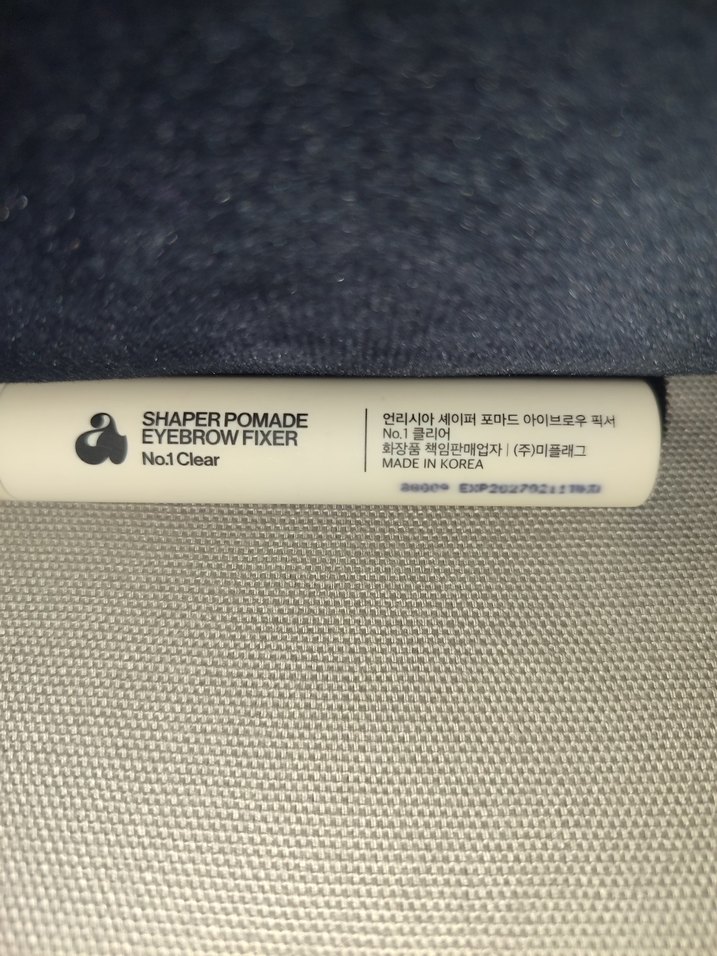 a
SHAPER POMADE
EYEBROW FIXER
No.1 Clear
언리시아 셰이퍼 포마드 아이브로우 픽서
No.1 클리어
화장품 책임판매업자 | (주)미플래그
MADE IN KOREA